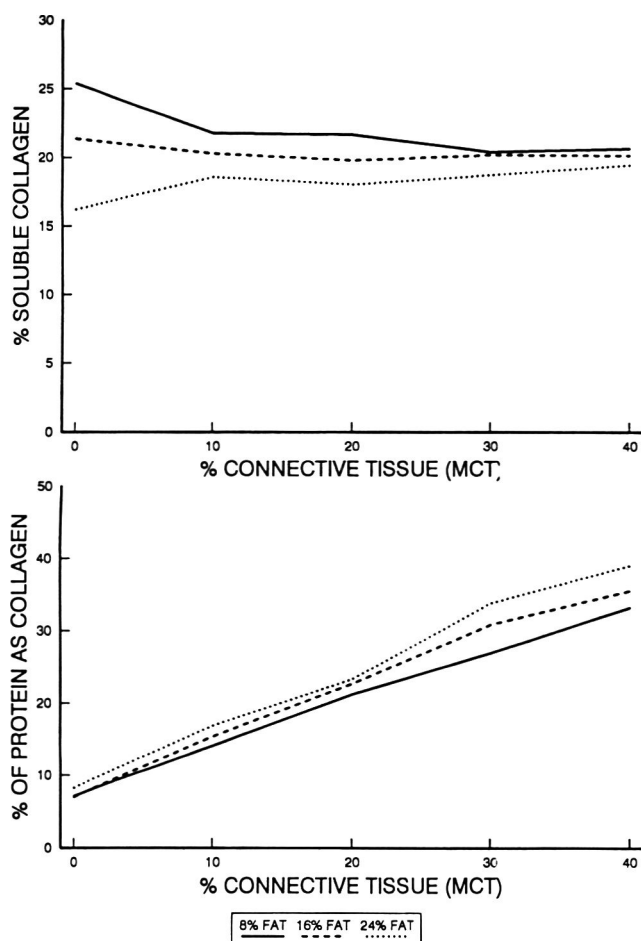 30
25
20
15
10
5
0
% SOLUBLE COLLAGEN
0 10 20 30 40
% CONNECTIVE TISSUE (MCT)
50
40
30
20
10
0
% OF PROTEIN AS COLLAGEN
0 10 20 30 40
% CONNECTIVE TISSUE (MCT)
8% FAT 16% FAT 24% FAT